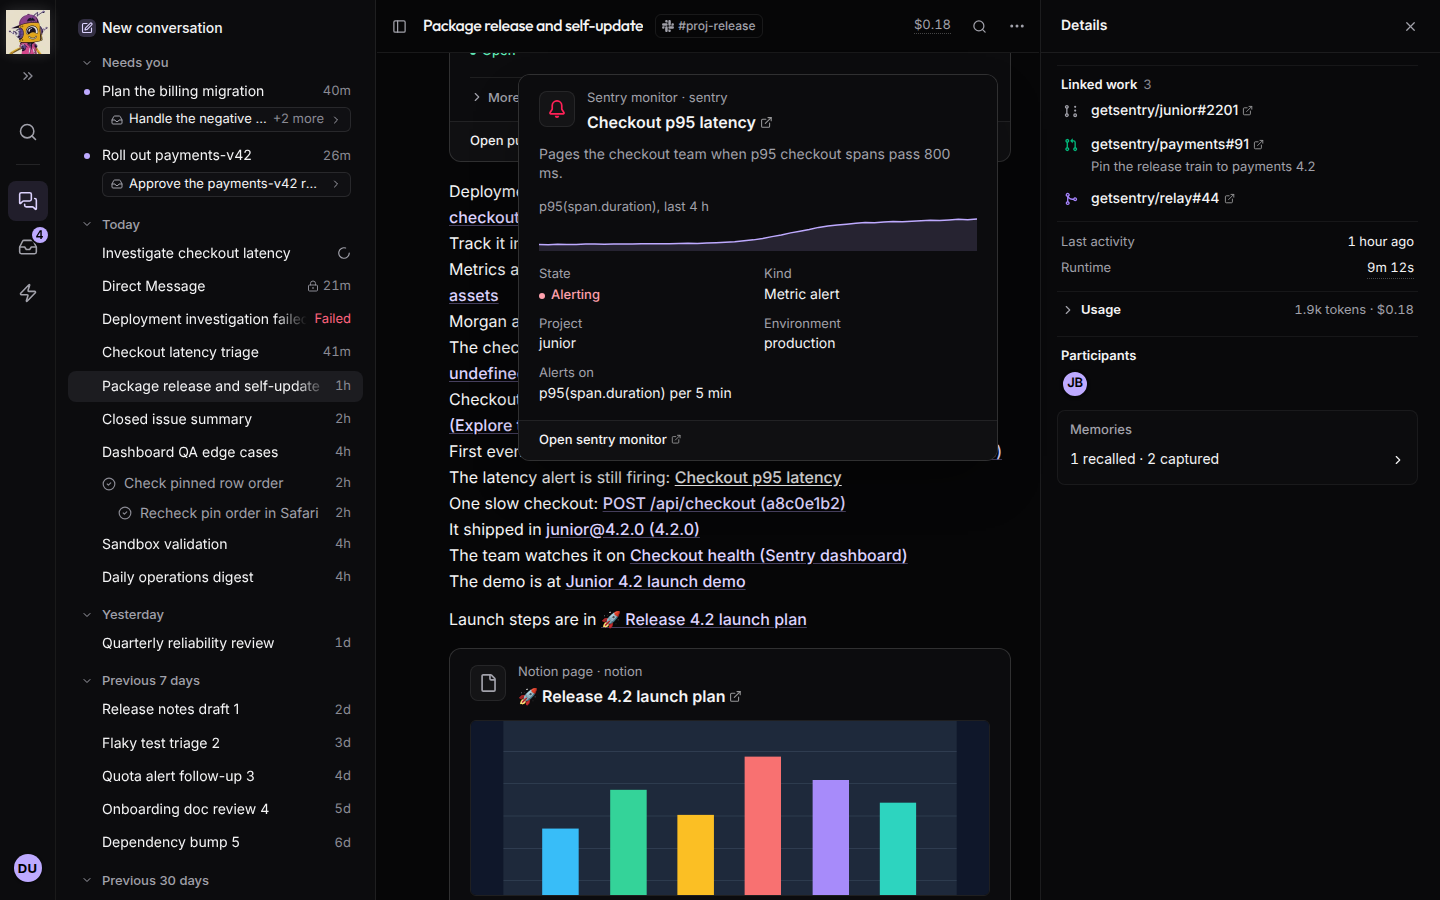 New conversation
Needs you
Plan the billing migration 40m
Handle the negative ... +2 more
Roll out payments-v42 26m
Approve the payments-v42 r...
Today
Investigate checkout latency
Direct Message 21m
Deployment investigation failed Failed
Checkout latency triage 41m
Package release and self-update 1h
Closed issue summary 2h
Dashboard QA edge cases 2h
Check pinned row order 2h
Recheck pin order in Safari 2h
Sandbox validation 4h
Daily operations digest 4h
Yesterday
Quarterly reliability review 1d
Previous 7 days
Release notes draft 1 2d
Flaky test triage 2 3d
Quota alert follow-up 3 4d
Onboarding doc review 4 5d
Dependency bump 5 6d
Previous 30 days
4
DU
Package release and self-update #proj-release $0.18
More
Open pu
Deployme
checkout
Track it in
Metrics a
assets
Morgan a
The chec
undefined
Checkout
(Explore
First even )
Sentry monitor · sentry
Checkout p95 latency
Pages the checkout team when p95 checkout spans pass 800
ms.
p95(span.duration), last 4 h
State Kind
Alerting Metric alert
Project Environment
junior production
Alerts on
p95(span.duration) per 5 min
Open sentry monitor
The latency alert is still firing: Checkout p95 latency
One slow checkout: POST /api/checkout (a8c0e1b2)
It shipped in junior@4.2.0 (4.2.0)
The team watches it on Checkout health (Sentry dashboard)
The demo is at Junior 4.2 launch demo
Launch steps are in 🚀 Release 4.2 launch plan
Notion page · notion
🚀 Release 4.2 launch plan
Details
Linked work 3
getsentry/junior#2201
getsentry/payments#91
Pin the release train to payments 4.2
getsentry/relay#44
Last activity 1 hour ago
Runtime 9m 12s
Usage 1.9k tokens · $0.18
Participants
JB
Memories
1 recalled · 2 captured